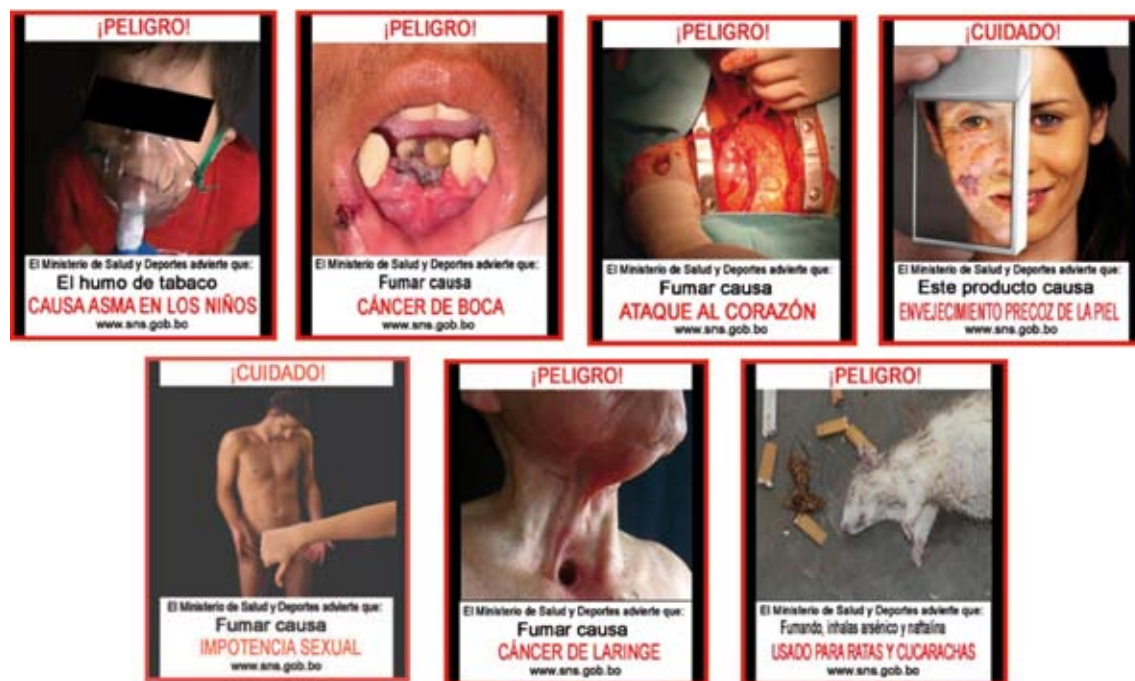 ¡PELIGRO!
El Ministerio de Salud y Deportes advierte que:
El humo de tabaco
CAUSA ASMA EN LOS NIÑOS
www.sns.gob.bo
¡PELIGRO!
El Ministerio de Salud y Deportes advierte que:
Fumar causa
CÁNCER DE BOCA
www.sns.gob.bo
¡PELIGRO!
El Ministerio de Salud y Deportes advierte que:
Fumar causa
ATAQUE AL CORAZÓN
www.sns.gob.bo
¡CUIDADO!
El Ministerio de Salud y Deportes advierte que:
Este producto causa
ENVEJECIMIENTO PRECOZ DE LA PIEL
www.sns.gob.bo
¡CUIDADO!
El Ministerio de Salud y Deportes advierte que:
Fumar causa
IMPOTENCIA SEXUAL
www.sns.gob.bo
¡PELIGRO!
El Ministerio de Salud y Deportes advierte que:
Fumar causa
CÁNCER DE LARINGE
www.sns.gob.bo
¡PELIGRO!
El Ministerio de Salud y Deportes advierte que:
Fumando, inhalas arsénico y naftalina
USADO PARA RATAS Y CUCARACHAS
www.sns.gob.bo